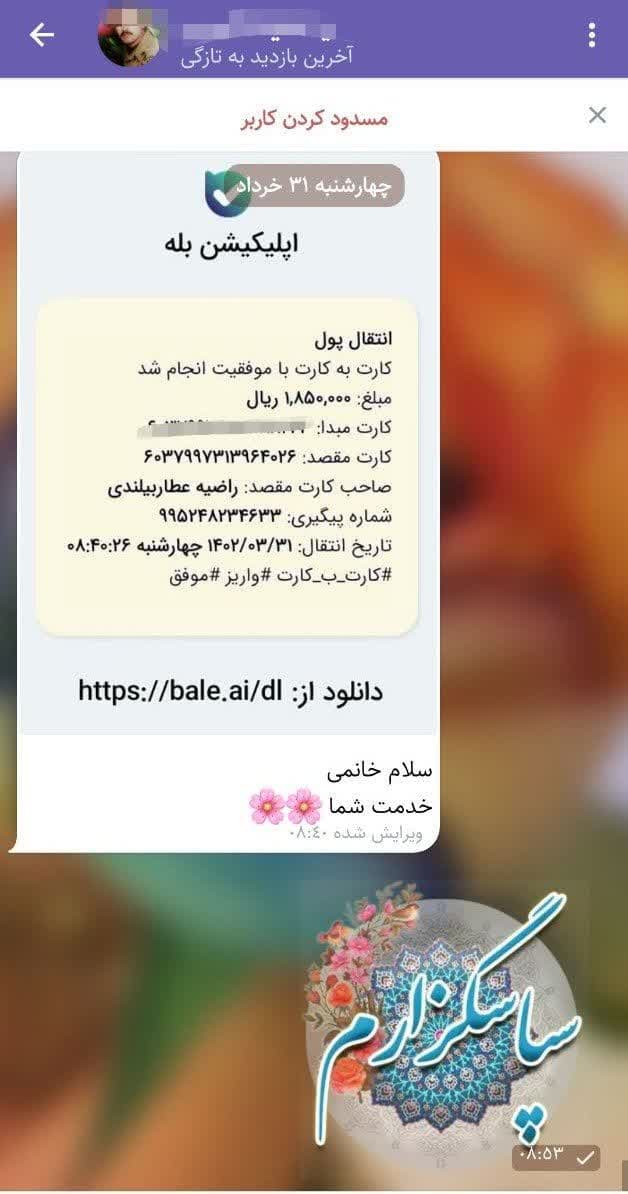 آخرین بازدید به تازگی
مسدود کردن کاربر
چهارشنبه ۳۱ خرداد
اپلیکیشن بله
انتقال پول
کارت به کارت با موفقیت انجام شد
مبلغ: ۱,۸۵۰,۰۰۰ ریال
کارت مبدا:
کارت مقصد: ۶۰۳۷۹۹۷۳۱۳۹۶۴۰۲۶
صاحب کارت مقصد: راضیه عطاربیلندی
شماره پیگیری: ۹۹۵۲۴۸۲۳۴۶۳۳
تاریخ انتقال: ۱۴۰۲/۰۳/۳۱ چهارشنبه ۰۸:۴۰:۲۶
#کارت_ب_کارت #واریز #موفق
دانلود از: https://bale.ai/dl
سلام خانمی
خدمت شما 🌸🌸
ویرایش شده ۰۸:٤۰
سپاسگزارم
۰۸:۵۳